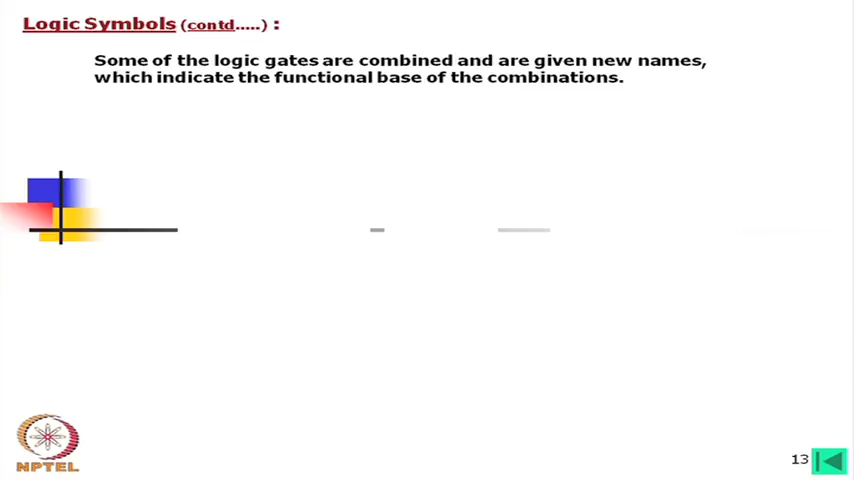 Logic Symbols (contd.....) :
Some of the logic gates are combined and are given new names,
which indicate the functional base of the combinations.
NPTEL
13